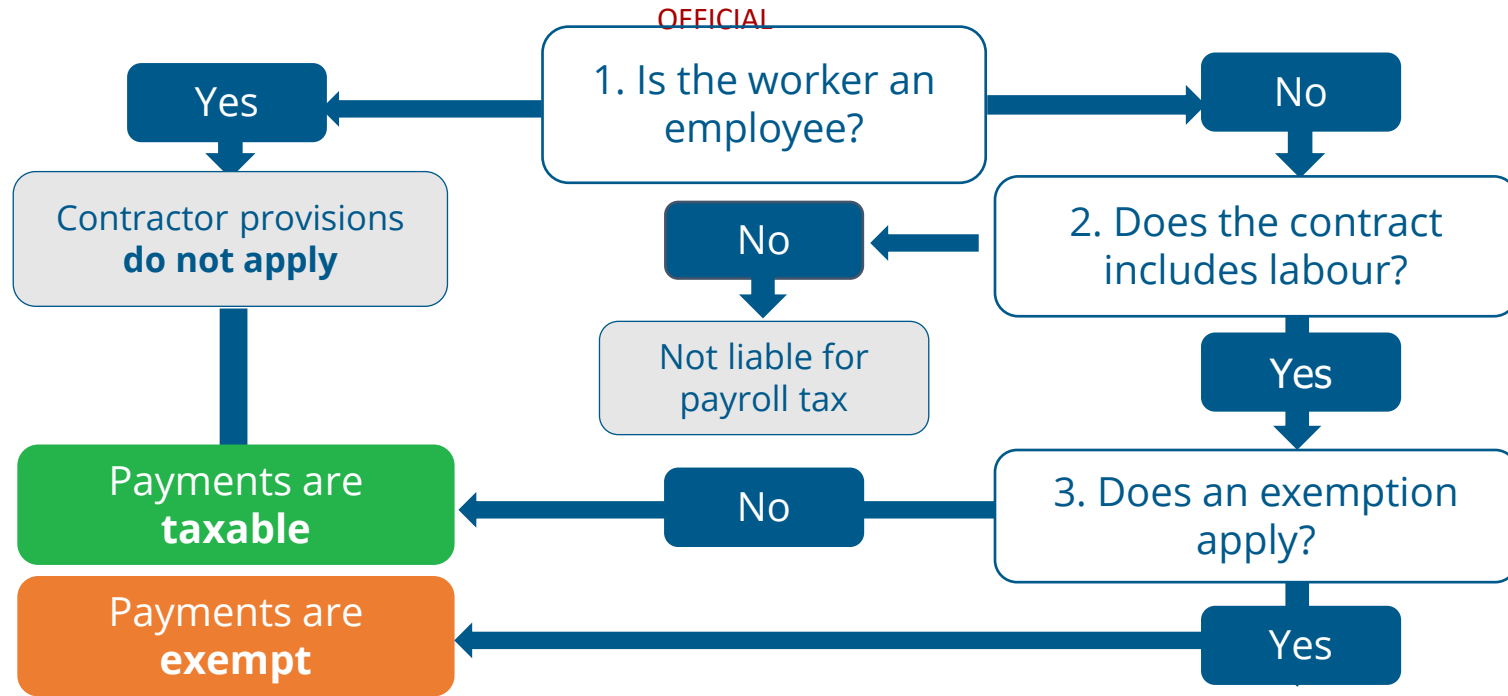 OFFICIAL
1. Is the worker an
employee?
Yes
No
Contractor provisions
do not apply
No
2. Does the contract
includes labour?
Not liable for
payroll tax
Yes
Payments are
taxable
No
3. Does an exemption
apply?
Payments are
exempt
Yes